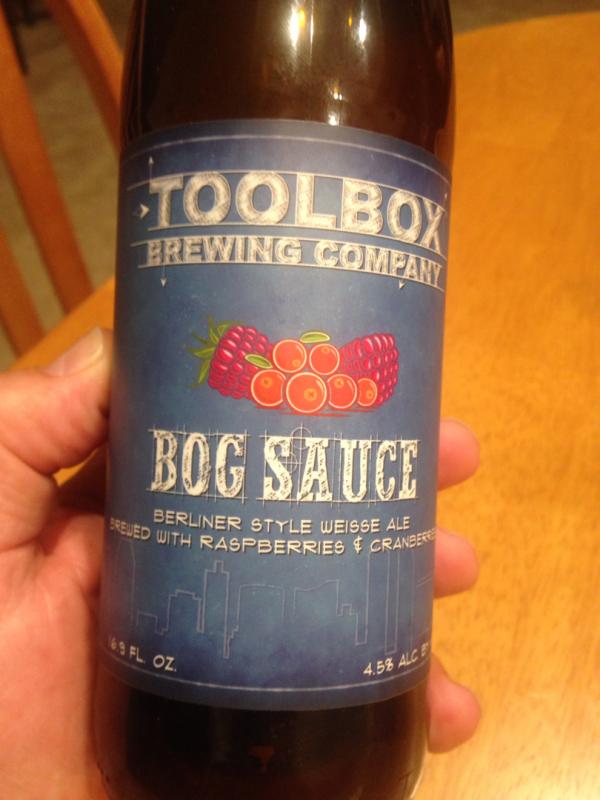 TOOLBOX
BREWING COMPANY
BOG SAUCE
BERLINER STYLE WEISSE ALE
BREWED WITH RASPBERRIES & CRANBERRIES
16.9 FL. OZ.
4.5% ALC. BY